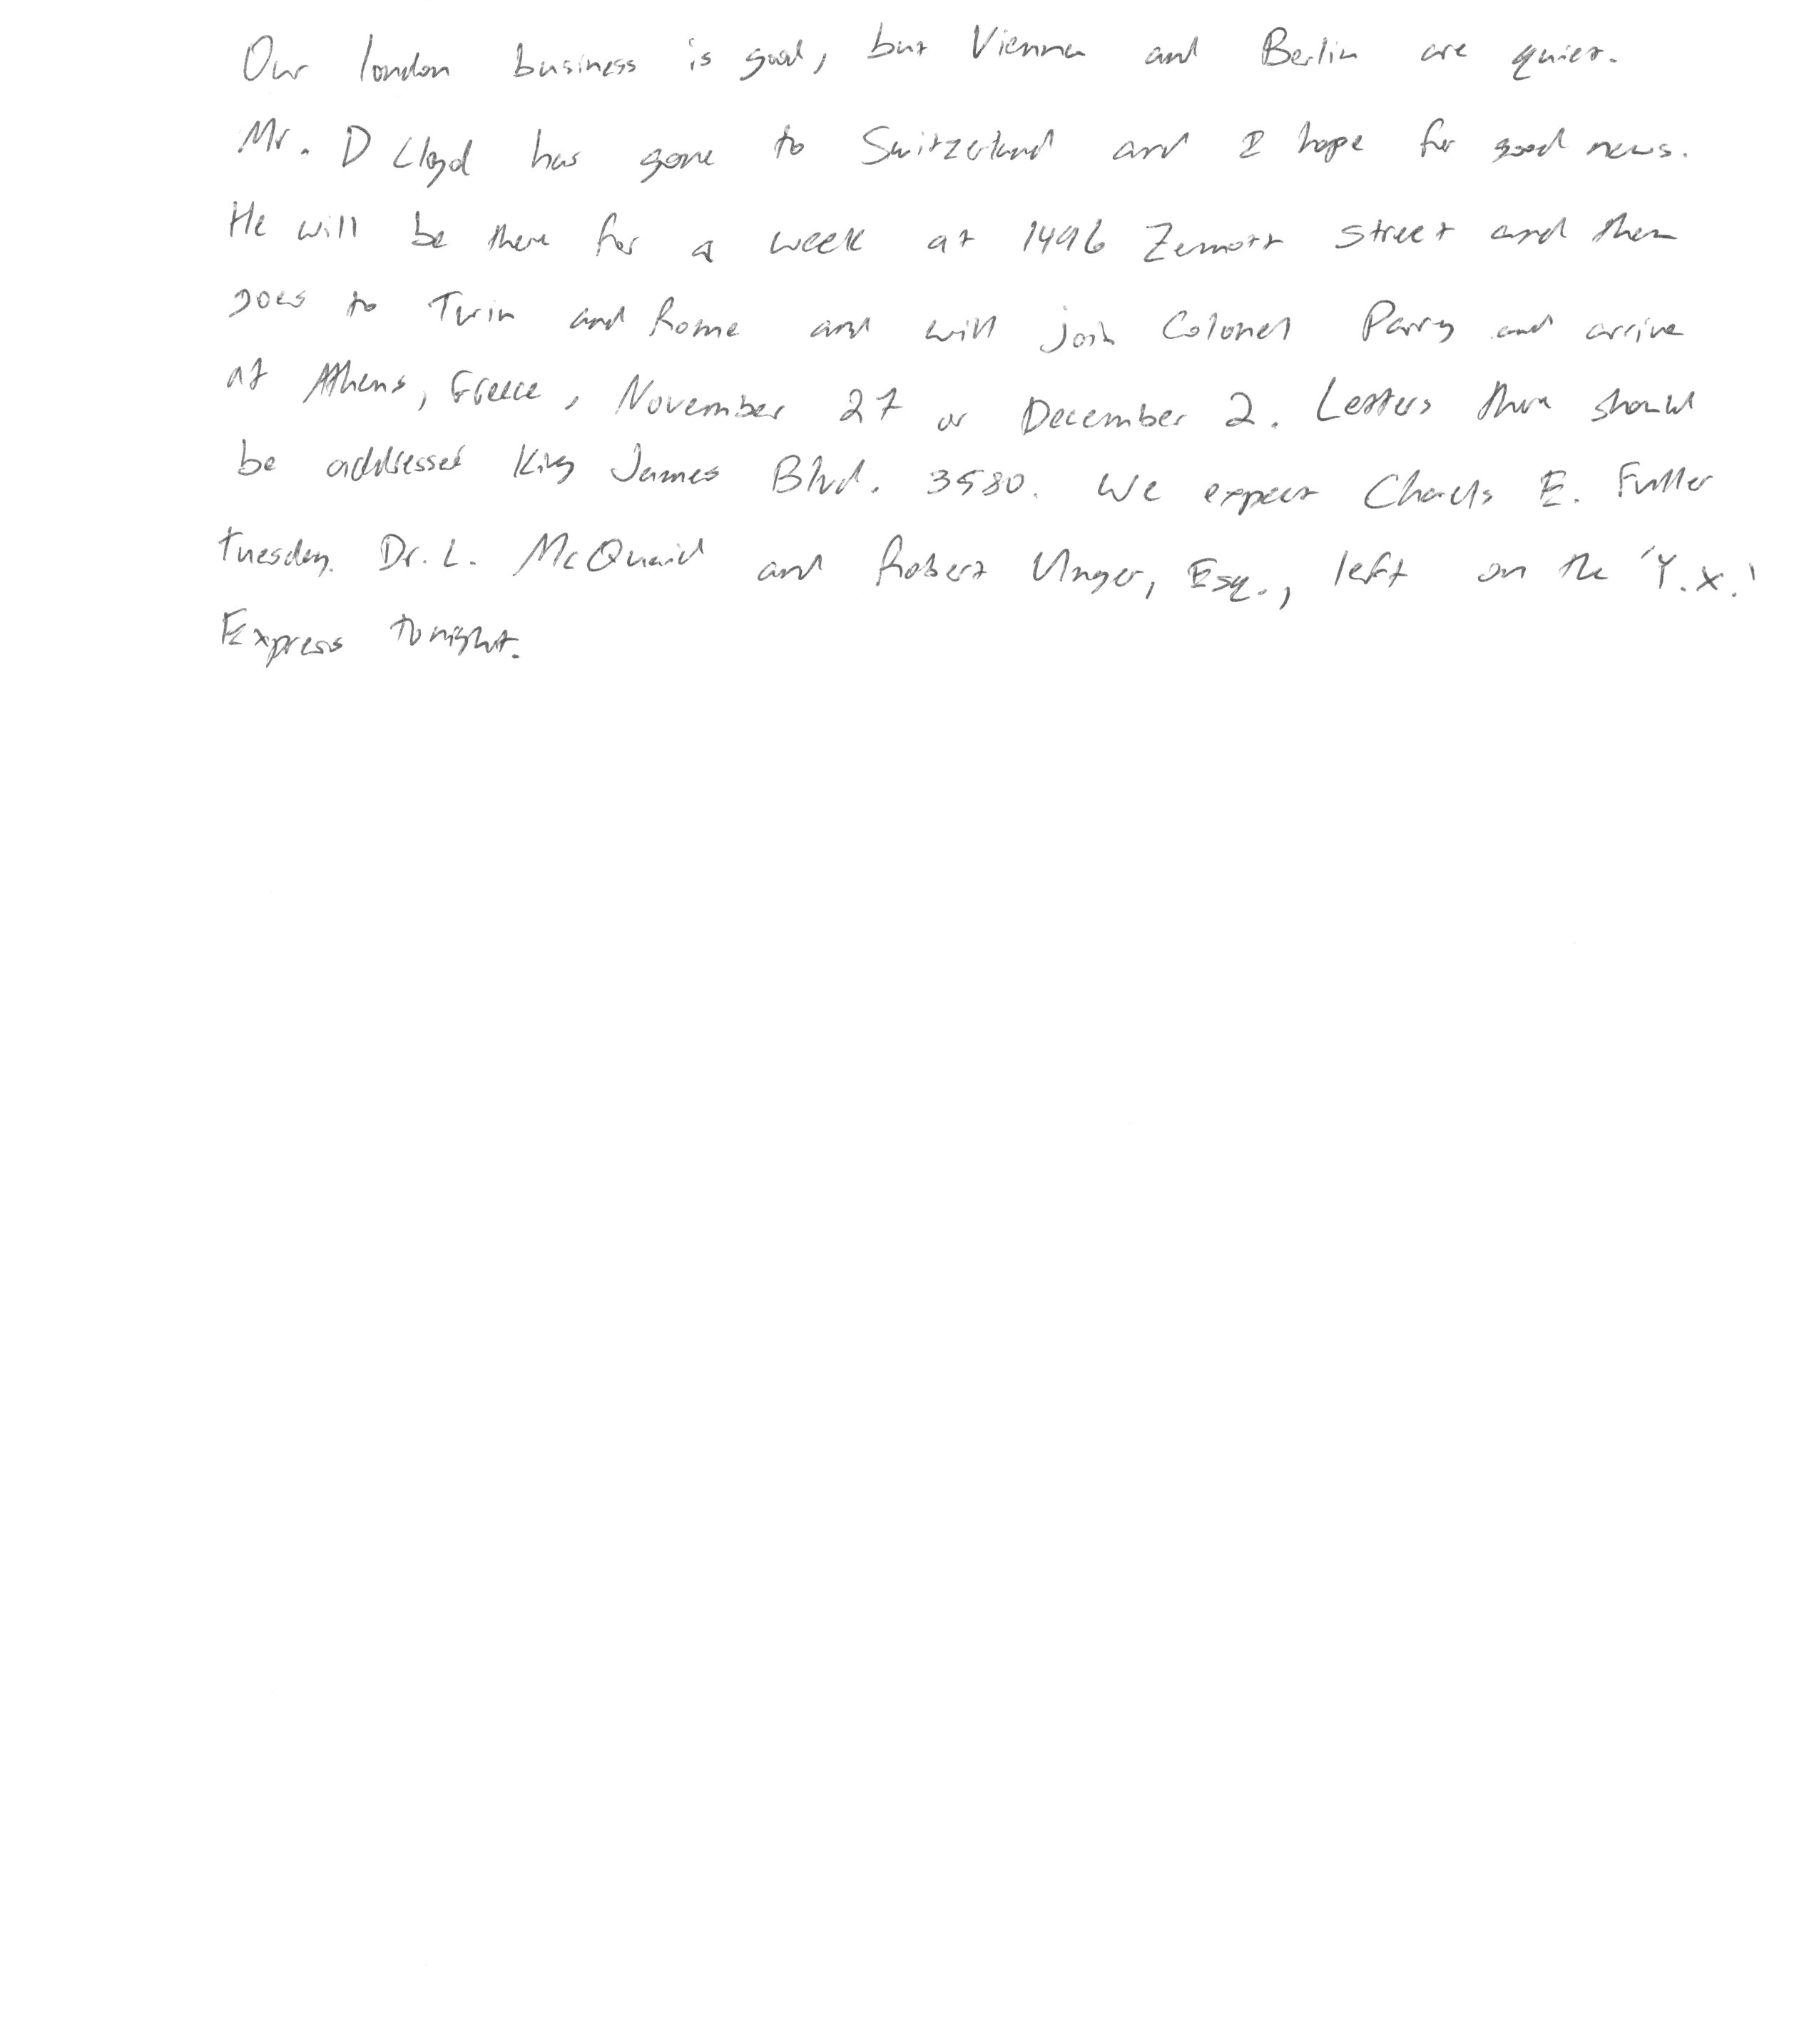 Our london business is good, but Vienna and Berlin are quiet.
Mr. D Lloyd has gone to Switzerland and I hope for good news.
He will be there for a week at 1496 Zemott street and then
goes to Turin and Rome and will join Colonel Parry and arrive
at Athens, Greece, November 27 or December 2. Letters there should
be addressed King James Blvd. 3580. We expect Charls E. Fuller
tuesday. Dr. L. McQuaid and Robert Unger, Esq., left on the 'Y.X.'
Express tonight.